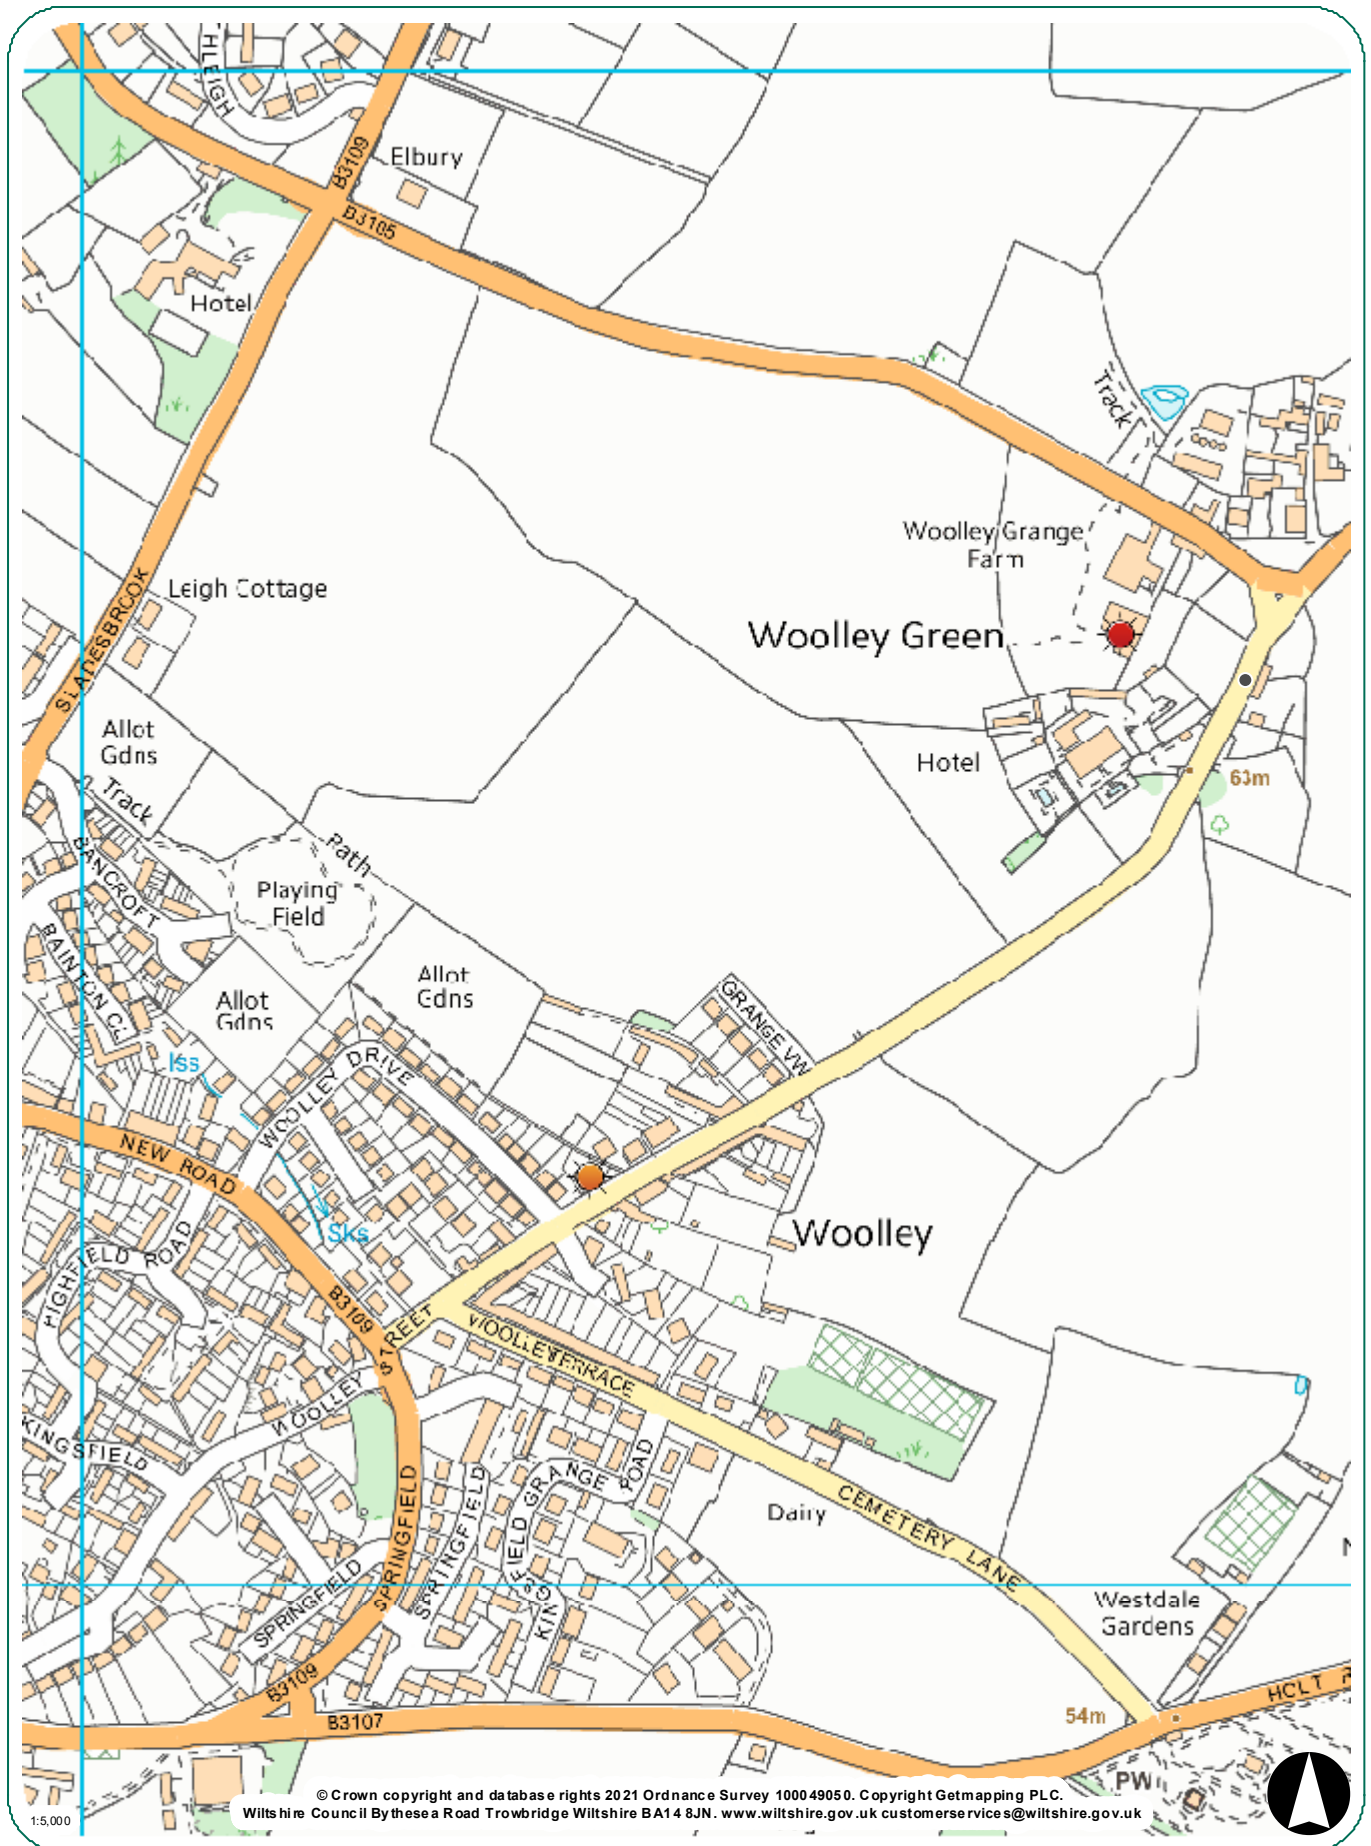 HLEIGH
B3109
Elbury
B3105
Hotel
Track
Woolley Grange
Farm
Woolley Green
Leigh Cottage
SLADESBROOK
Allot
Gdns
Hotel
63m
Track
Path
BANCROFT
Playing
Field
BAINTON CL
Allot
Gdns
Allot
Gdns
GRANGE VW
Iss
WOOLLEY DRIVE
NEW ROAD
Sks
Woolley
HIGHFIELD ROAD
B3109
STREET
WOOLLEY
TERRACE
WOOLLEY
KINGSFIELD
SPRINGFIELD
SPRINGFIELD
KINGSFIELD GRANGE ROAD
Dairy
CEMETERY LANE
SPRINGFIELD
Westdale
Gardens
B3109
B3107
54m
HOLT R
PW
© Crown copyright and database rights 2021 Ordnance Survey 100049050. Copyright Getmapping PLC.
Wiltshire Council Bythesea Road Trowbridge Wiltshire BA14 8JN. www.wiltshire.gov.uk customerservices@wiltshire.gov.uk
1:5,000